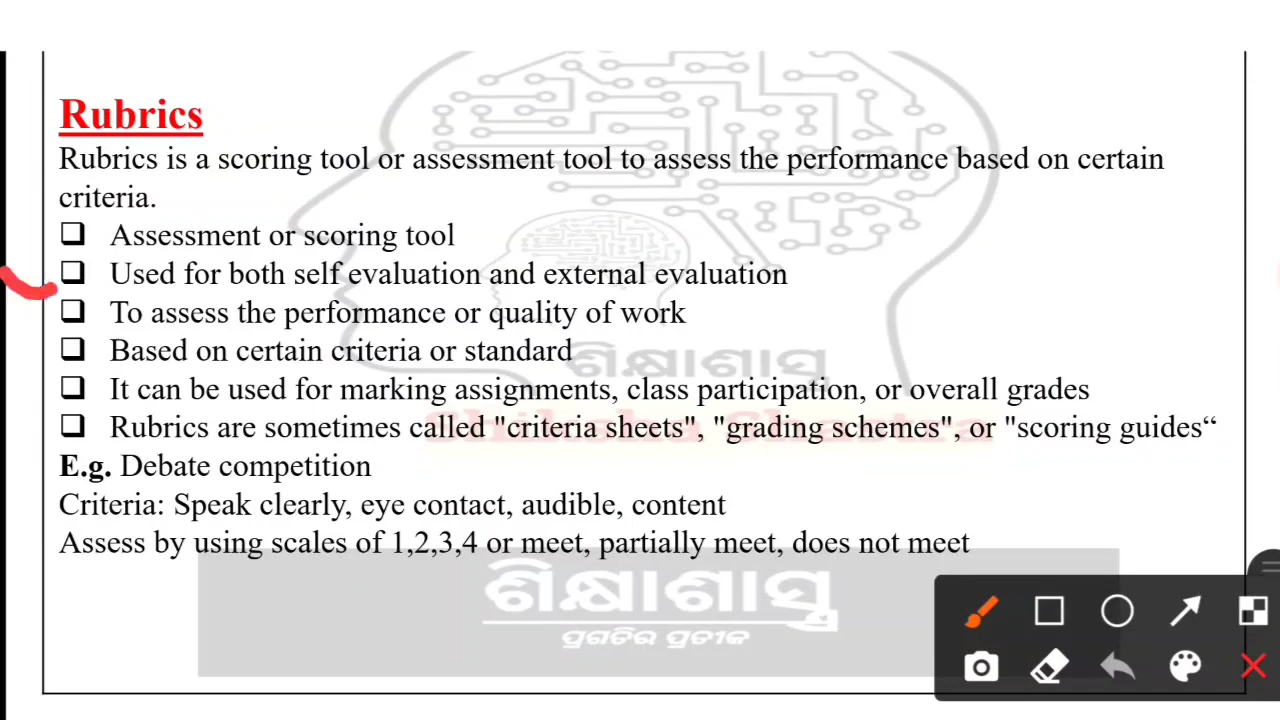 Rubrics
Rubrics is a scoring tool or assessment tool to assess the performance based on certain
criteria.
❑ Assessment or scoring tool
❑ Used for both self evaluation and external evaluation
❑ To assess the performance or quality of work
❑ Based on certain criteria or standard
❑ It can be used for marking assignments, class participation, or overall grades
❑ Rubrics are sometimes called "criteria sheets", "grading schemes", or "scoring guides“
E.g. Debate competition
Criteria: Speak clearly, eye contact, audible, content
Assess by using scales of 1,2,3,4 or meet, partially meet, does not meet
ଶିକ୍ଷାଶାସ୍ତ୍ର
Shiksha Shastra
ଶିକ୍ଷାଶାସ୍ତ୍ର
ପ୍ରଗତିର ପ୍ରତୀକ